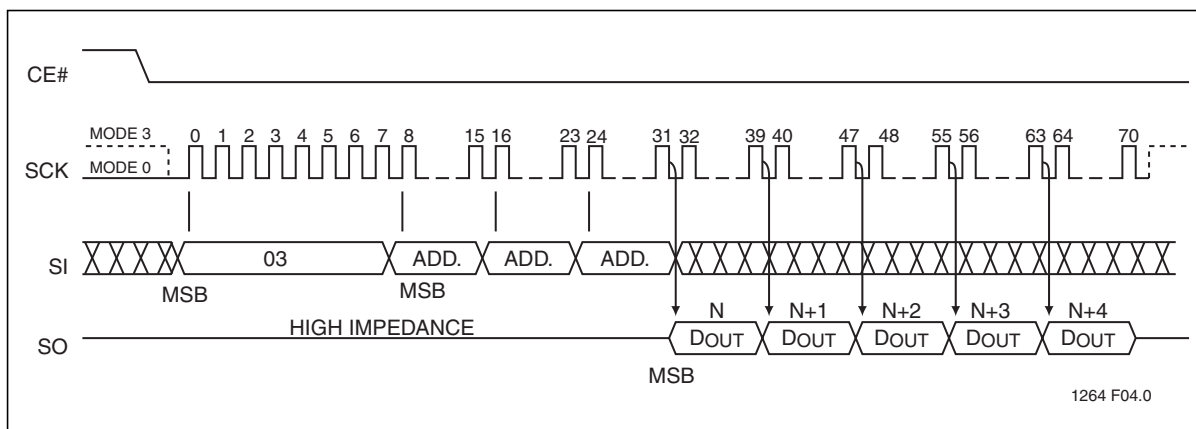 CE#
MODE 3
0 1 2 3 4 5 6 7 8 15 16 23 24 31 32 39 40 47 48 55 56 63 64 70
SCK
MODE 0
SI
03 ADD. ADD. ADD.
MSB MSB
HIGH IMPEDANCE
N N+1 N+2 N+3 N+4
SO
DOUT DOUT DOUT DOUT DOUT
MSB
1264 F04.0